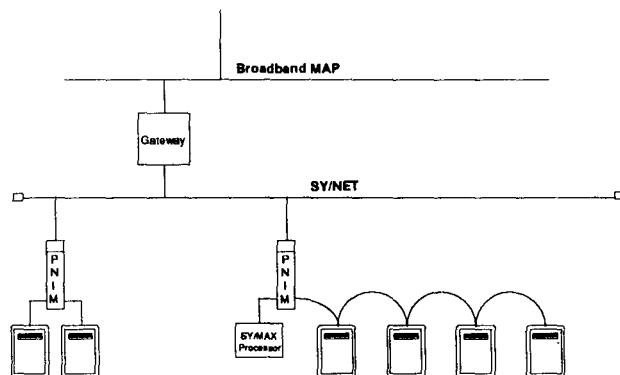 Broadband MAP
Gateway
SY/NET
P
N
I
M
P
N
I
M
SY/MAX
Processor